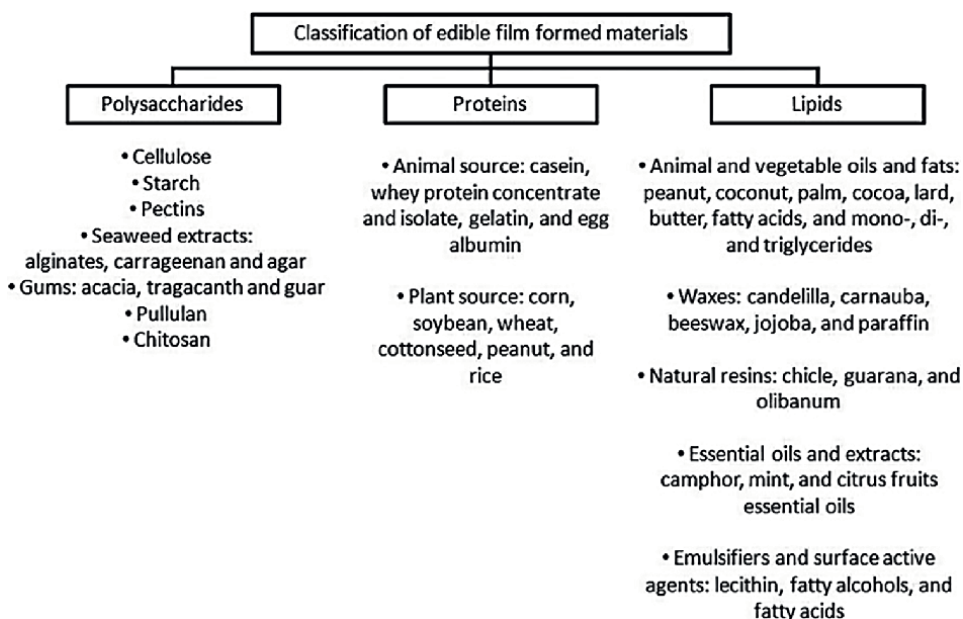 Classification of edible film formed materials
Polysaccharides
• Cellulose
• Starch
• Pectins
• Seaweed extracts:
alginates, carrageenan and agar
• Gums: acacia, tragacanth and guar
• Pullulan
• Chitosan
Proteins
• Animal source: casein,
whey protein concentrate
and isolate, gelatin, and egg
albumin
• Plant source: corn,
soybean, wheat,
cottonseed, peanut, and
rice
Lipids
• Animal and vegetable oils and fats:
peanut, coconut, palm, cocoa, lard,
butter, fatty acids, and mono-, di-,
and triglycerides
• Waxes: candelilla, carnauba,
beeswax, jojoba, and paraffin
• Natural resins: chicle, guarana, and
olibanum
• Essential oils and extracts:
camphor, mint, and citrus fruits
essential oils
• Emulsifiers and surface active
agents: lecithin, fatty alcohols, and
fatty acids